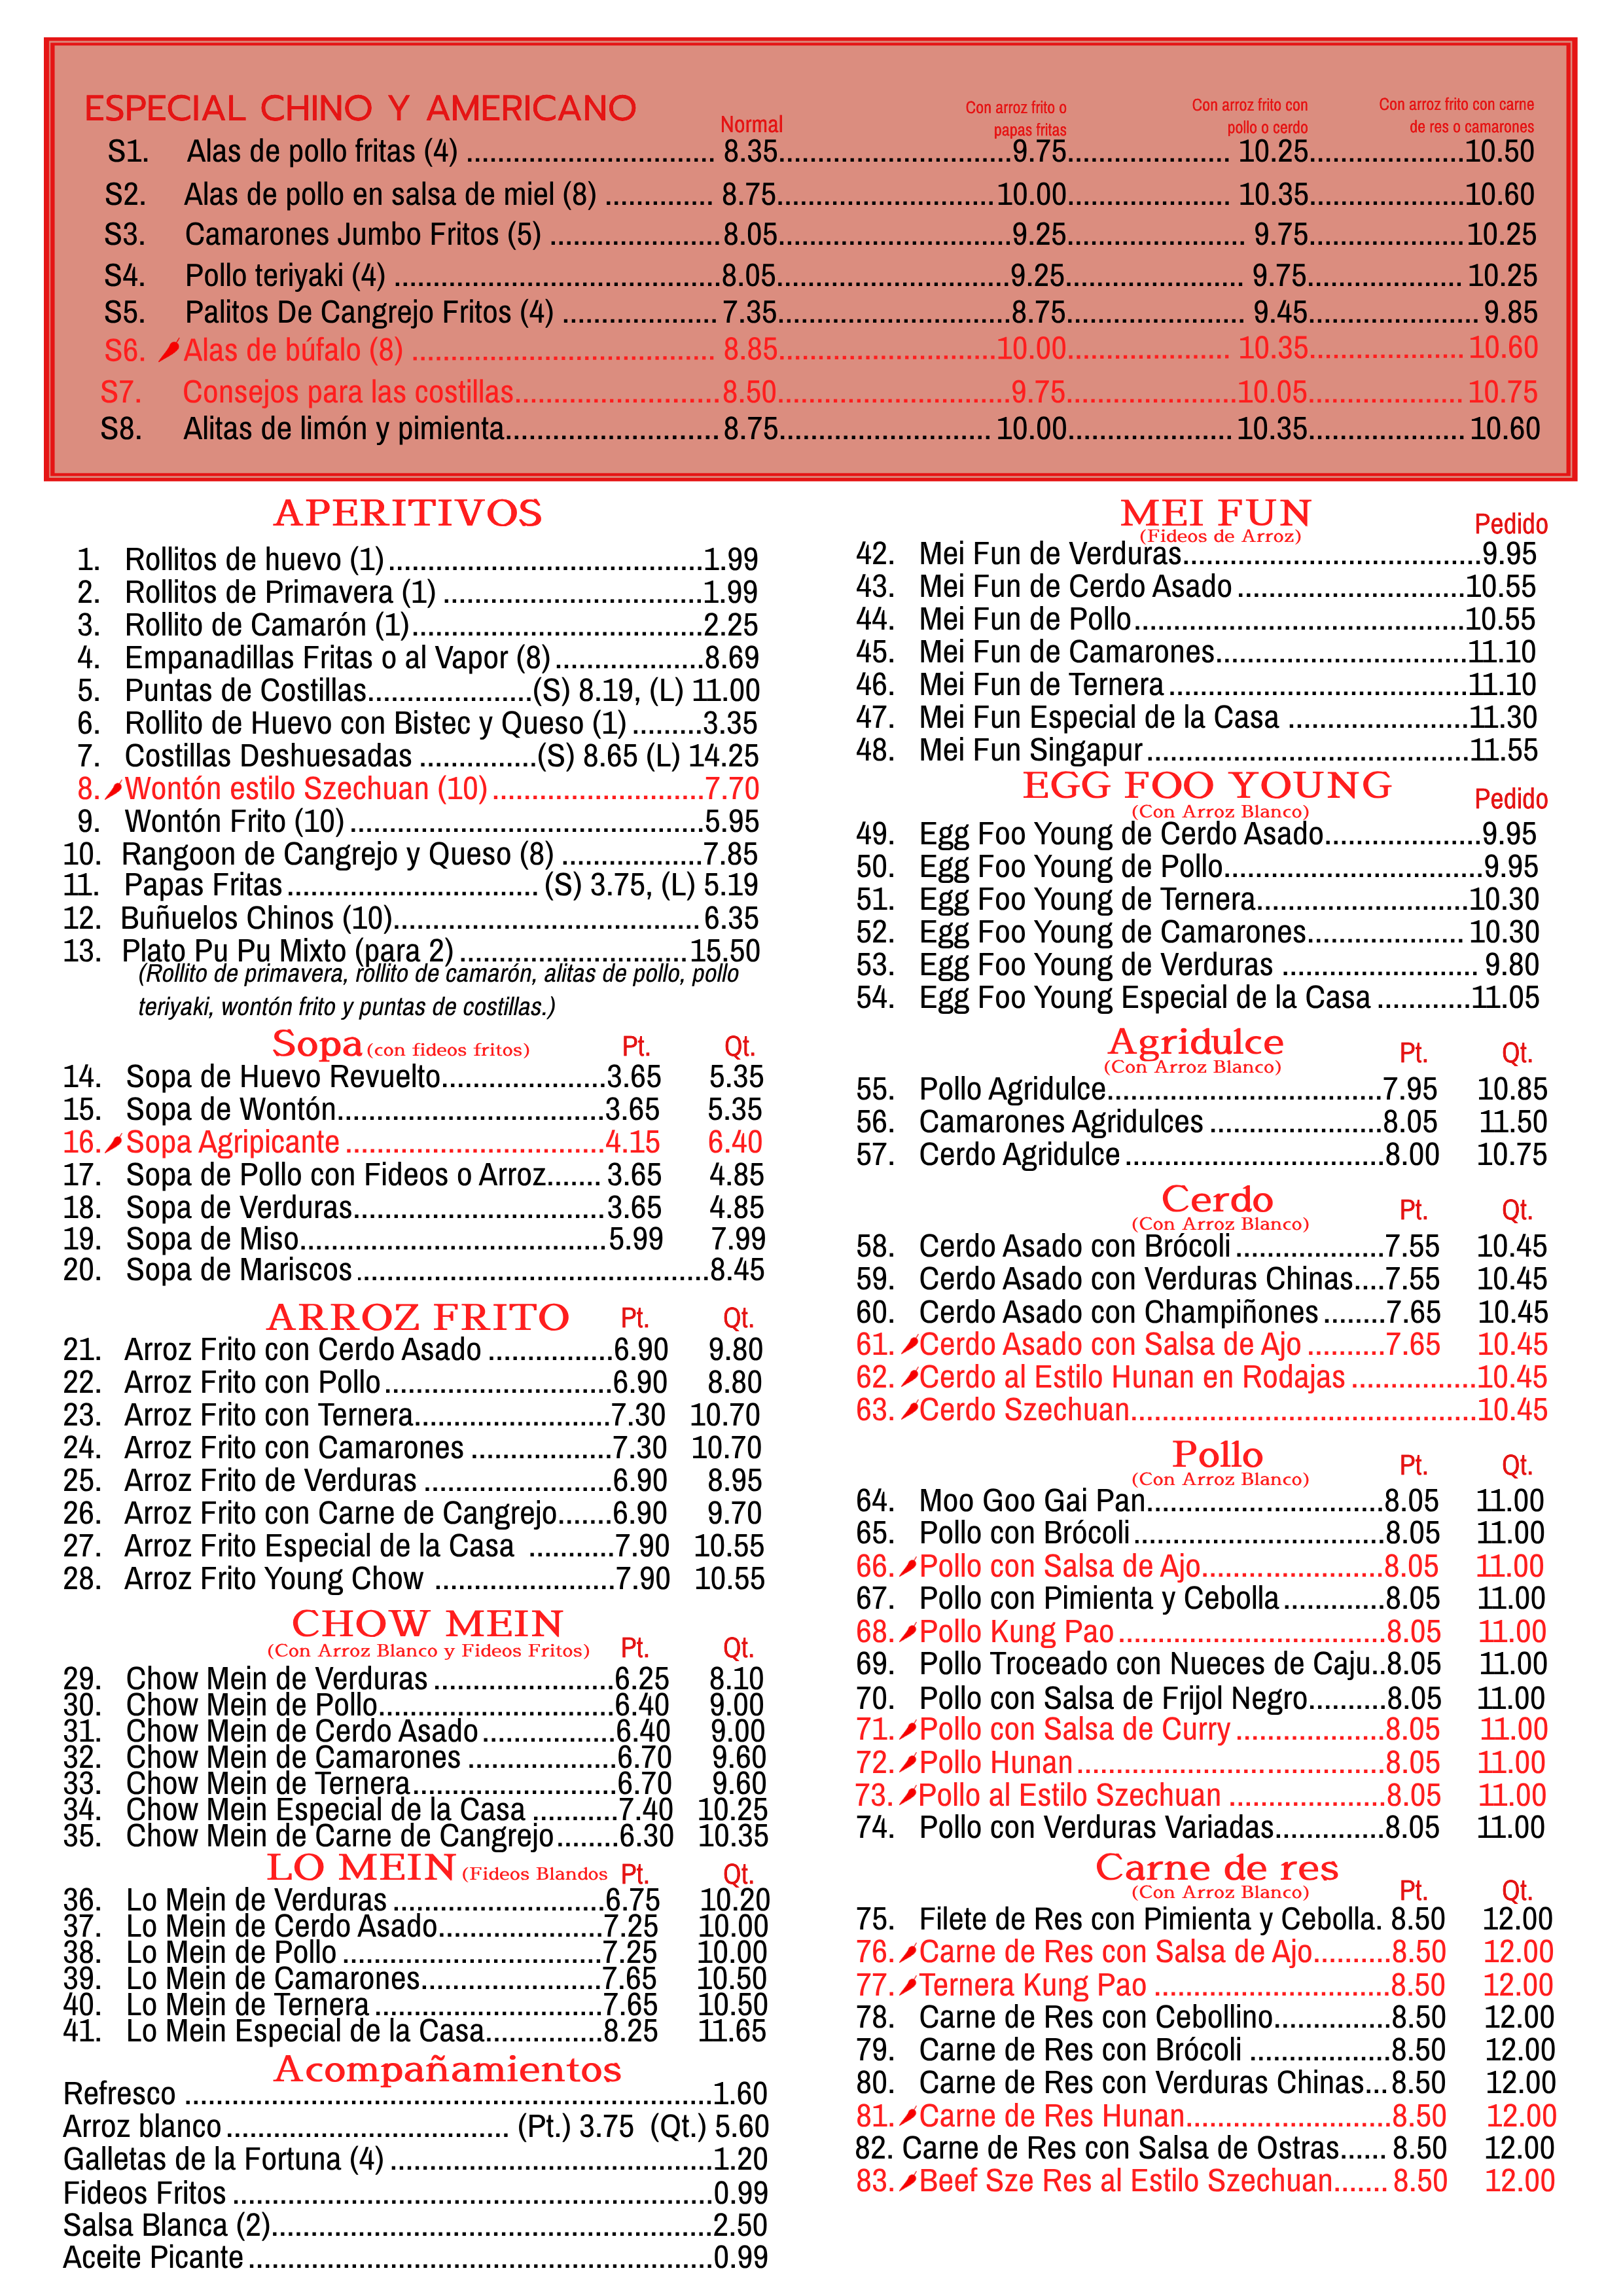 ESPECIAL CHINO Y AMERICANO
Normal
Con arroz frito o
papas fritas
Con arroz frito con
pollo o cerdo
Con arroz frito con carne
de res o camarones
S1. Alas de pollo fritas (4) ................................ 8.35..............................9.75..................... 10.25....................10.50
S2. Alas de pollo en salsa de miel (8) .............. 8.75............................10.00..................... 10.35....................10.60
S3. Camarones Jumbo Fritos (5) ......................8.05..............................9.25....................... 9.75....................10.25
S4. Pollo teriyaki (4) ..........................................8.05..............................9.25....................... 9.75.................... 10.25
S5. Palitos De Cangrejo Fritos (4) .................... 7.35..............................8.75....................... 9.45...................... 9.85
S6. Alas de búfalo (8) ....................................... 8.85............................10.00..................... 10.35.................... 10.60
S7. Consejos para las costillas...........................8.50..............................9.75......................10.05.................... 10.75
S8. Alitas de limón y pimienta............................ 8.75........................... 10.00..................... 10.35.................... 10.60
APERITIVOS
1. Rollitos de huevo (1).........................................1.99
2. Rollitos de Primavera (1) ..................................1.99
3. Rollito de Camarón (1)......................................2.25
4. Empanadillas Fritas o al Vapor (8)...................8.69
5. Puntas de Costillas.....................(S) 8.19, (L) 11.00
6. Rollito de Huevo con Bistec y Queso (1) .........3.35
7. Costillas Deshuesadas ...............(S) 8.65 (L) 14.25
8. Wontón estilo Szechuan (10)............................7.70
9. Wontón Frito (10) ..............................................5.95
10. Rangoon de Cangrejo y Queso (8) ..................7.85
11. Papas Fritas ................................. (S) 3.75, (L) 5.19
12. Buñuelos Chinos (10)........................................ 6.35
13. Plato Pu Pu Mixto (para 2)..............................15.50
(Rollito de primavera, rollito de camarón, alitas de pollo, pollo
teriyaki, wontón frito y puntas de costillas.)
Sopa (con fideos fritos) Pt. Qt.
14. Sopa de Huevo Revuelto.....................3.65 5.35
15. Sopa de Wontón..................................3.65 5.35
16. Sopa Agripicante .................................4.15 6.40
17. Sopa de Pollo con Fideos o Arroz....... 3.65 4.85
18. Sopa de Verduras................................3.65 4.85
19. Sopa de Miso........................................5.99 7.99
20. Sopa de Mariscos..............................................8.45
ARROZ FRITO Pt. Qt.
21. Arroz Frito con Cerdo Asado ................6.90 9.80
22. Arroz Frito con Pollo.............................6.90 8.80
23. Arroz Frito con Ternera.........................7.30 10.70
24. Arroz Frito con Camarones ..................7.30 10.70
25. Arroz Frito de Verduras ........................6.90 8.95
26. Arroz Frito con Carne de Cangrejo.......6.90 9.70
27. Arroz Frito Especial de la Casa ...........7.90 10.55
28. Arroz Frito Young Chow .......................7.90 10.55
CHOW MEIN
(Con Arroz Blanco y Fideos Fritos) Pt. Qt.
29. Chow Mein de Verduras .......................6.25 8.10
30. Chow Mein de Pollo..............................6.40 9.00
31. Chow Mein de Cerdo Asado.................6.40 9.00
32. Chow Mein de Camarones ...................6.70 9.60
33. Chow Mein de Ternera..........................6.70 9.60
34. Chow Mein Especial de la Casa ...........7.40 10.25
35. Chow Mein de Carne de Cangrejo........6.30 10.35
LO MEIN (Fideos Blandos Pt. Qt.
36. Lo Mein de Verduras ...........................6.75 10.20
37. Lo Mein de Cerdo Asado.....................7.25 10.00
38. Lo Mein de Pollo .................................7.25 10.00
39. Lo Mein de Camarones.......................7.65 10.50
40. Lo Mein de Ternera.............................7.65 10.50
41. Lo Mein Especial de la Casa...............8.25 11.65
Acompañamientos
Refresco ....................................................................1.60
Arroz blanco..................................... (Pt.) 3.75 (Qt.) 5.60
Galletas de la Fortuna (4) ..........................................1.20
Fideos Fritos ..............................................................0.99
Salsa Blanca (2).........................................................2.50
Aceite Picante............................................................0.99
MEI FUN
(Fideos de Arroz)
Pedido
42. Mei Fun de Verduras.......................................9.95
43. Mei Fun de Cerdo Asado..............................10.55
44. Mei Fun de Pollo...........................................10.55
45. Mei Fun de Camarones.................................11.10
46. Mei Fun de Ternera.......................................11.10
47. Mei Fun Especial de la Casa ........................11.30
48. Mei Fun Singapur..........................................11.55
EGG FOO YOUNG
(Con Arroz Blanco)
Pedido
49. Egg Foo Young de Cerdo Asado....................9.95
50. Egg Foo Young de Pollo..................................9.95
51. Egg Foo Young de Ternera............................10.30
52. Egg Foo Young de Camarones.................... 10.30
53. Egg Foo Young de Verduras ......................... 9.80
54. Egg Foo Young Especial de la Casa ............11.05
Agridulce
(Con Arroz Blanco)
Pt. Qt.
55. Pollo Agridulce....................................7.95 10.85
56. Camarones Agridulces ......................8.05 11.50
57. Cerdo Agridulce..................................8.00 10.75
Cerdo
(Con Arroz Blanco)
Pt. Qt.
58. Cerdo Asado con Brócoli...................7.55 10.45
59. Cerdo Asado con Verduras Chinas....7.55 10.45
60. Cerdo Asado con Champiñones........7.65 10.45
61. Cerdo Asado con Salsa de Ajo ..........7.65 10.45
62. Cerdo al Estilo Hunan en Rodajas ................10.45
63. Cerdo Szechuan.............................................10.45
Pollo
(Con Arroz Blanco)
Pt. Qt.
64. Moo Goo Gai Pan...............................8.05 11.00
65. Pollo con Brócoli.................................8.05 11.00
66. Pollo con Salsa de Ajo........................8.05 11.00
67. Pollo con Pimienta y Cebolla.............8.05 11.00
68. Pollo Kung Pao...................................8.05 11.00
69. Pollo Troceado con Nueces de Caju..8.05 11.00
70. Pollo con Salsa de Frijol Negro..........8.05 11.00
71. Pollo con Salsa de Curry...................8.05 11.00
72. Pollo Hunan........................................8.05 11.00
73. Pollo al Estilo Szechuan ....................8.05 11.00
74. Pollo con Verduras Variadas..............8.05 11.00
Carne de res
(Con Arroz Blanco)
Pt. Qt.
75. Filete de Res con Pimienta y Cebolla. 8.50 12.00
76. Carne de Res con Salsa de Ajo..........8.50 12.00
77. Ternera Kung Pao ..............................8.50 12.00
78. Carne de Res con Cebollino...............8.50 12.00
79. Carne de Res con Brócoli ..................8.50 12.00
80. Carne de Res con Verduras Chinas...8.50 12.00
81. Carne de Res Hunan..........................8.50 12.00
82. Carne de Res con Salsa de Ostras...... 8.50 12.00
83. Beef Sze Res al Estilo Szechuan....... 8.50 12.00